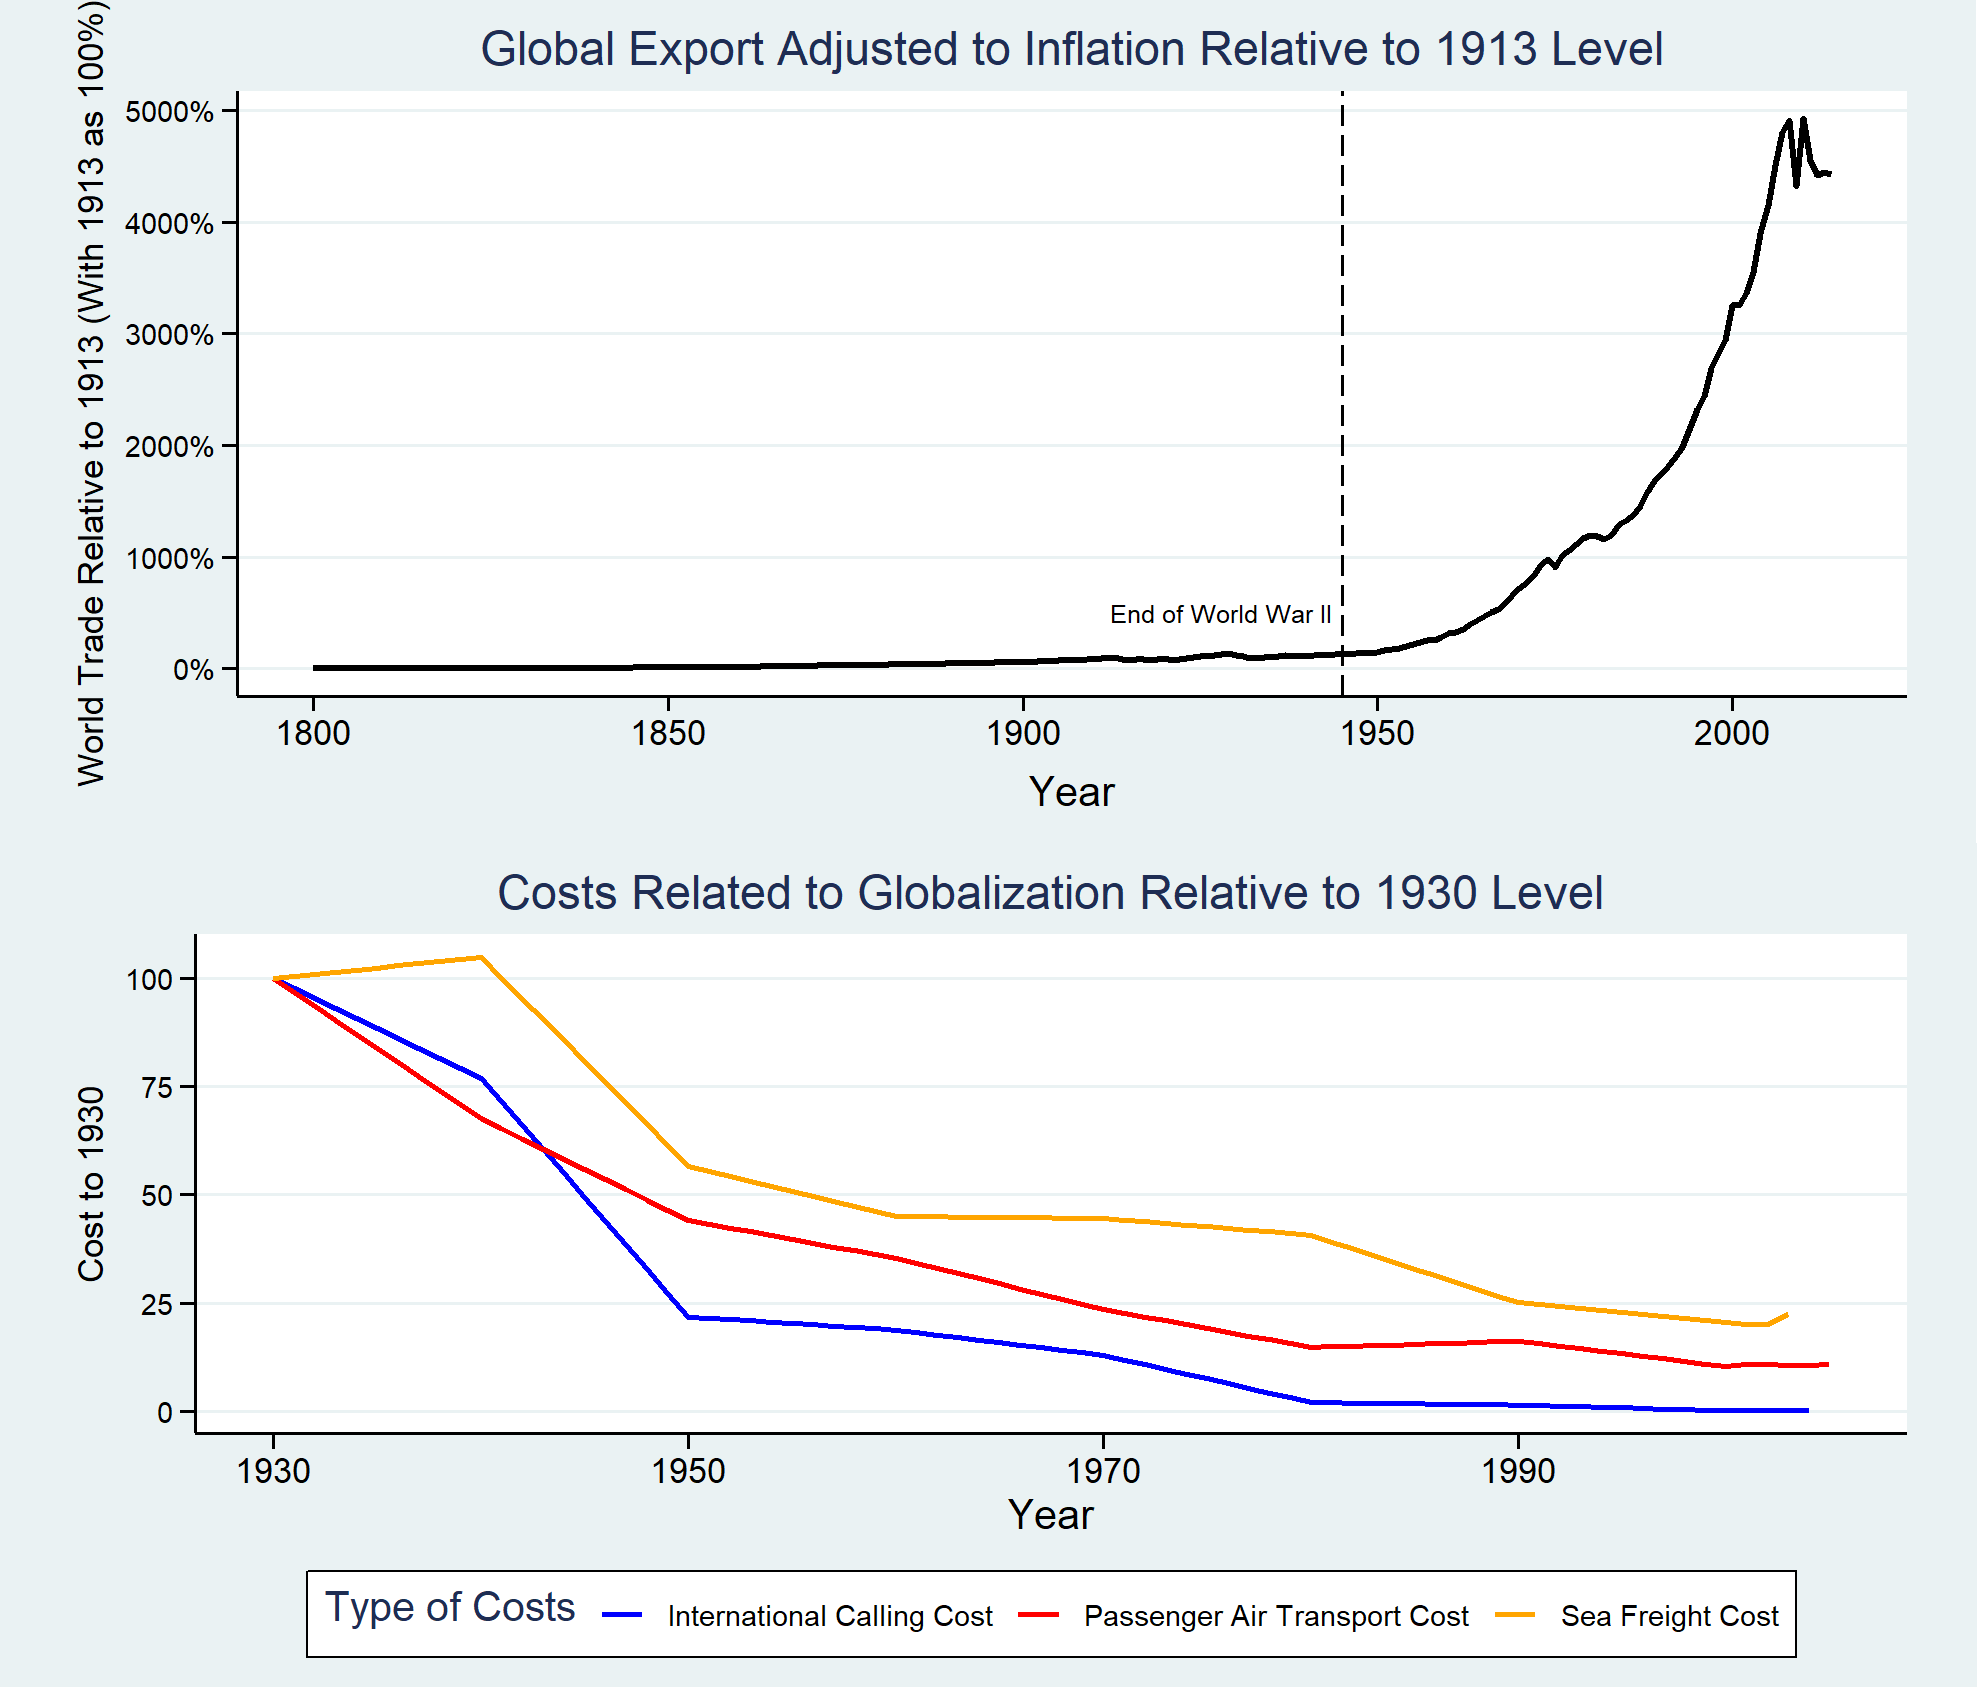 Global Export Adjusted to Inflation Relative to 1913 Level
World Trade Relative to 1913 (With 1913 as 100%)
5000%
4000%
3000%
2000%
1000%
0%
End of World War II
1800 1850 1900 1950 2000
Year
Costs Related to Globalization Relative to 1930 Level
Cost to 1930
100
75
50
25
0
1930 1950 1970 1990
Year
Type of Costs International Calling Cost Passenger Air Transport Cost Sea Freight Cost